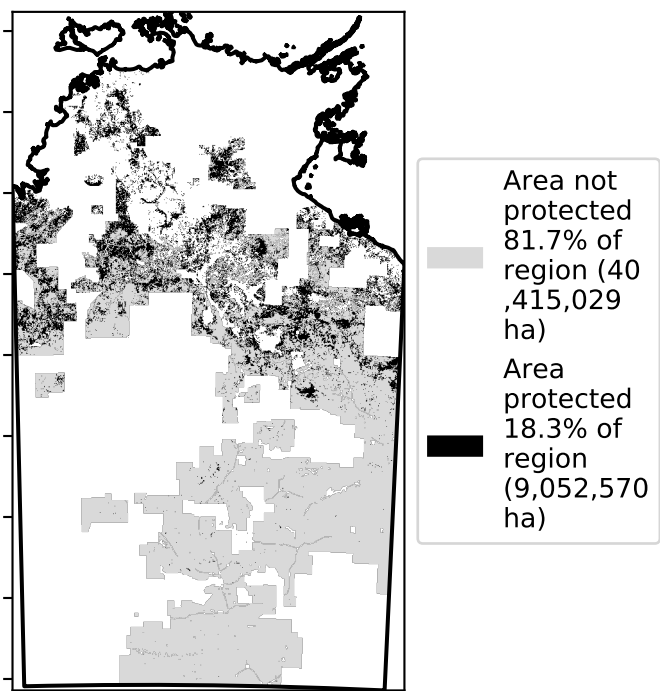 Area not
protected
81.7% of
region (40
,415,029
ha)
Area
protected
18.3% of
region
(9,052,570
ha)